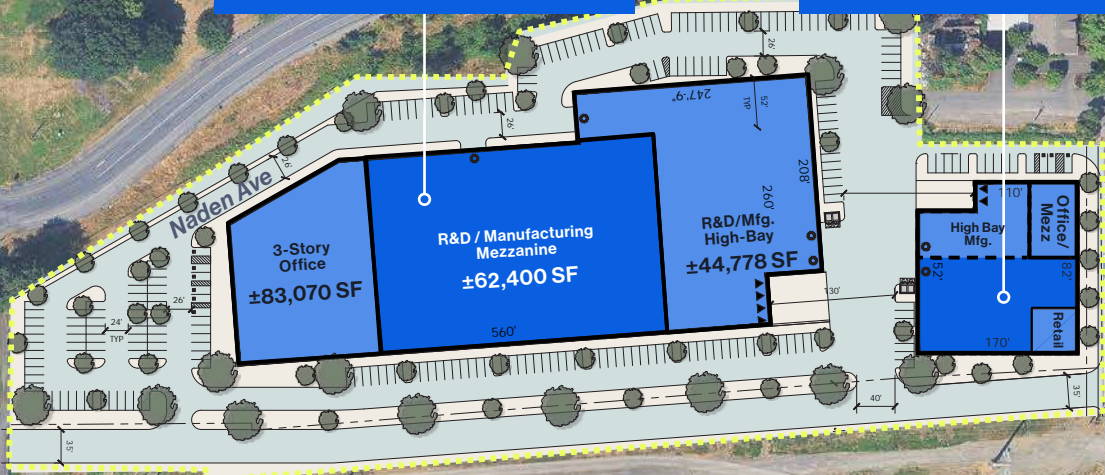 26'
247'-9"
52'
TYP
26'
208'
26'
Naden Ave
260'
110'
R&D / Manufacturing
Mezzanine
±62,400 SF
R&D/Mfg.
High-Bay
±44,778 SF
3-Story
Office
±83,070 SF
High Bay
Mfg.
Office/
Mezz
52'
82'
130'
26'
24'
TYP
560'
170'
Retail
40'
35'
35'